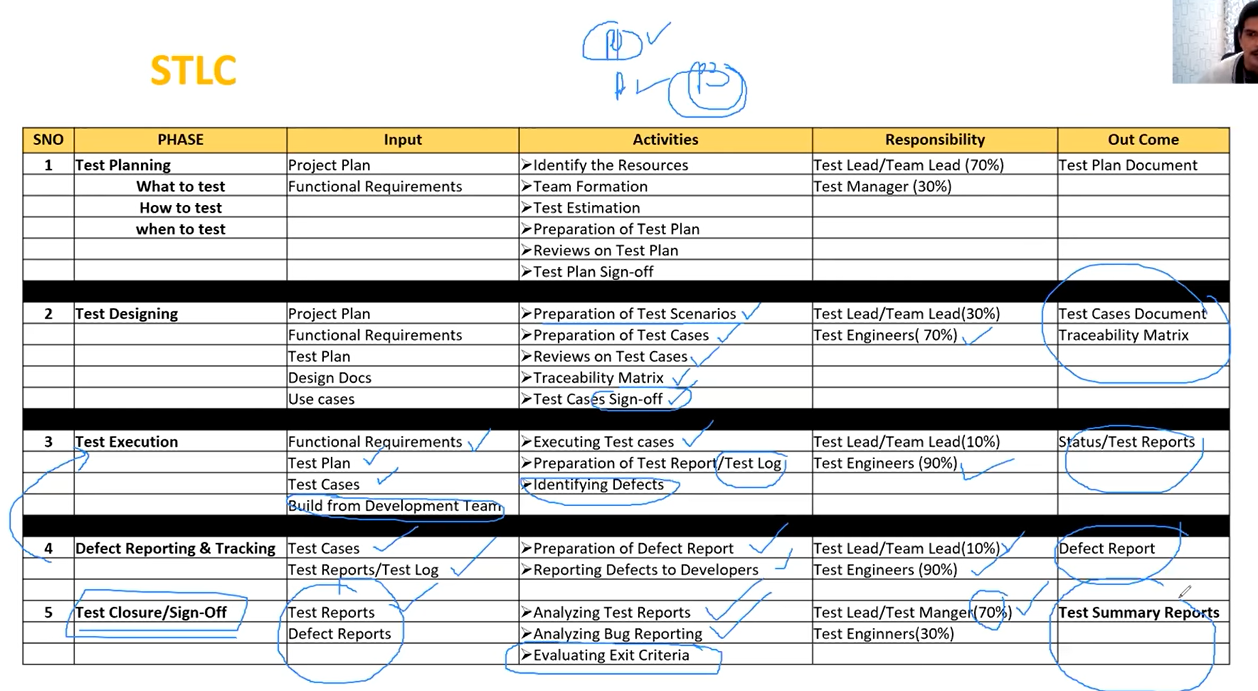 STLC
SNO PHASE Input Activities Responsibility Out Come
1 Test Planning Project Plan ➢Identify the Resources Test Lead/Team Lead (70%) Test Plan Document
What to test Functional Requirements ➢Team Formation Test Manager (30%)
How to test ➢Test Estimation
when to test ➢Preparation of Test Plan
➢Reviews on Test Plan
➢Test Plan Sign-off
2 Test Designing Project Plan ➢Preparation of Test Scenarios Test Lead/Team Lead(30%) Test Cases Document
Functional Requirements ➢Preparation of Test Cases Test Engineers( 70%) Traceability Matrix
Test Plan ➢Reviews on Test Cases
Design Docs ➢Traceability Matrix
Use cases ➢Test Cases Sign-off
3 Test Execution Functional Requirements ➢Executing Test cases Test Lead/Team Lead(10%) Status/Test Reports
Test Plan ➢Preparation of Test Report/Test Log Test Engineers (90%)
Test Cases ➢Identifying Defects
Build from Development Team
4 Defect Reporting & Tracking Test Cases ➢Preparation of Defect Report Test Lead/Team Lead(10%) Defect Report
Test Reports/Test Log ➢Reporting Defects to Developers Test Engineers (90%)
5 Test Closure/Sign-Off Test Reports ➢Analyzing Test Reports Test Lead/Test Manger(70%) Test Summary Reports
Defect Reports ➢Analyzing Bug Reporting Test Enginners(30%)
➢Evaluating Exit Criteria